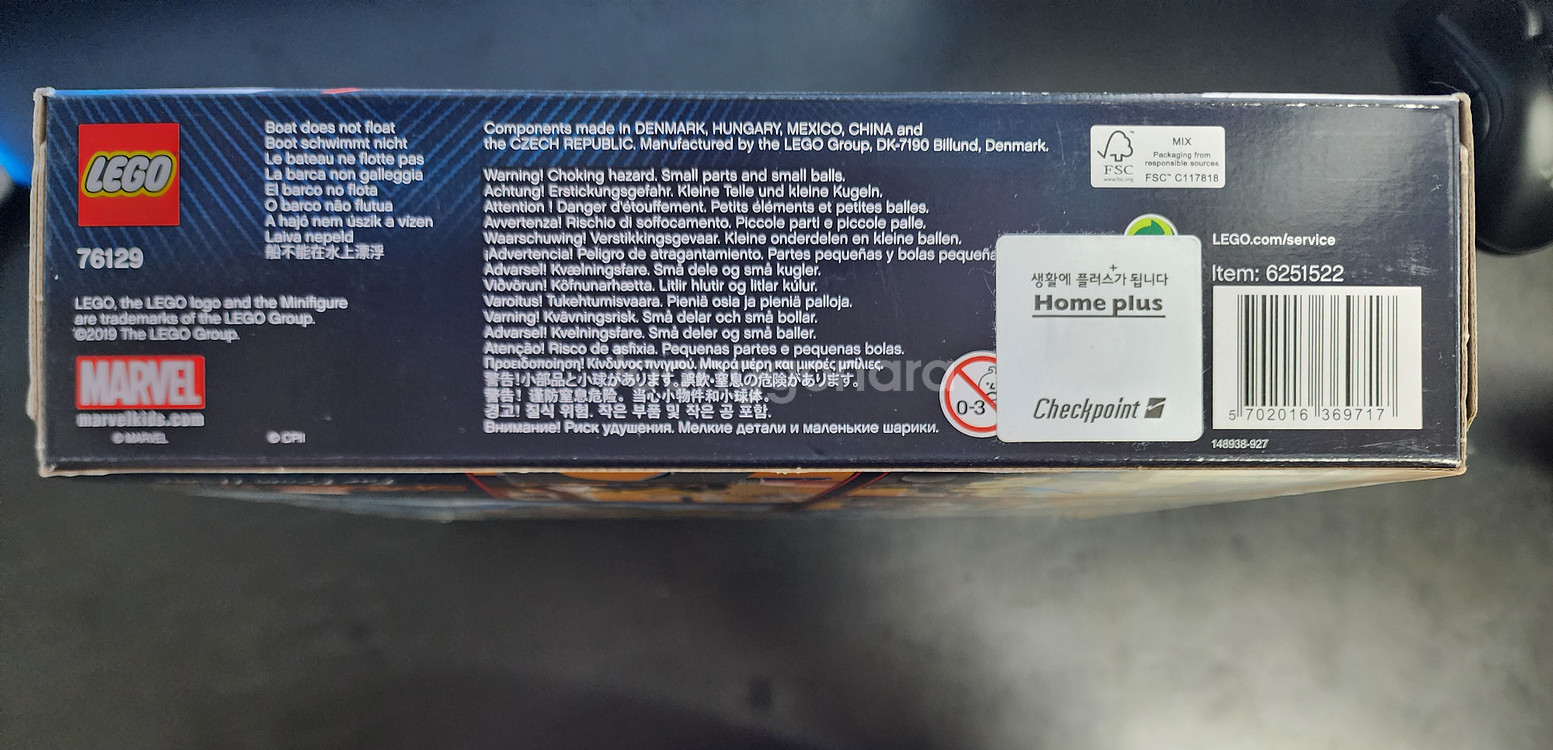 LEGO
76129
LEGO, the LEGO logo and the Minifigure
are trademarks of the LEGO Group.
©2019 The LEGO Group.
MARVEL
marvelkids.com
© MARVEL
© CPII
Boat does not float
Boot schwimmt nicht
Le bateau ne flotte pas
La barca non galleggia
El barco no flota
O barco não flutua
A hajó nem úszik a vízen
Laiva nepeld
船不能在水上漂浮
Components made in DENMARK, HUNGARY, MEXICO, CHINA and
the CZECH REPUBLIC. Manufactured by the LEGO Group, DK-7190 Billund, Denmark.
Warning! Choking hazard. Small parts and small balls.
Achtung! Erstickungsgefahr. Kleine Teile und kleine Kugeln.
Attention ! Danger d'étouffement. Petits éléments et petites balles.
Avvertenza! Rischio di soffocamento. Piccole parti e piccole palle.
Waarschuwing! Verstikkingsgevaar. Kleine onderdelen en kleine ballen.
¡Advertencia! Peligro de atragantamiento. Partes pequeñas y bolas pequeña
Advarsel! Kvælningsfare. Små dele og små kugler.
Viðvörun! Köfnunarhætta. Litlir hlutir og litlar kúlur.
Varoitus! Tukehtumisvaara. Pieniä osia ja pieniä palloja.
Varning! Kvävningsrisk. Små delar och små bollar.
Advarsel! Kvelningsfare. Små deler og små baller.
Atenção! Risco de asfixia. Pequenas partes e pequenas bolas.
Προειδοποίηση! Κίνδυνος πνιγμού. Μικρά μέρη και μικρές μπίλιες.
警告!小部品と小球があります。誤飲・窒息の危険があります。
警告! 谨防窒息危险。当心小物件和小球体。
경고! 질식 위험. 작은 부품 및 작은 공 포함.
Внимание! Риск удушения. Мелкие детали и маленькие шарики.
0-3
FSC
www.fsc.org
MIX
Packaging from
responsible sources
FSC™ C117818
생활에 플러스가 됩니다
Home plus
Checkpoint
LEGO.com/service
Item: 6251522
5 702016 369717
148938-927